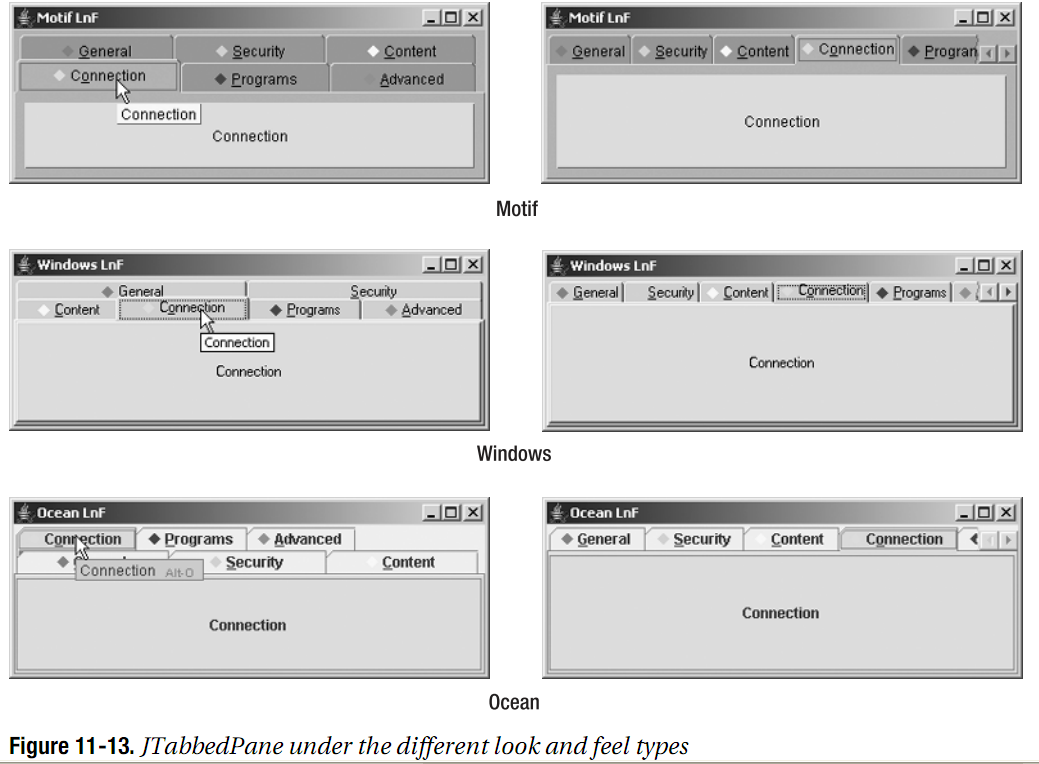 Motif LnF
General Security Content
Connection Programs Advanced
Connection
Connection
Motif LnF
General Security Content Connection Program
Connection
Motif
Windows LnF
General Security
Content Connection Programs Advanced
Connection
Connection
Windows LnF
General Security Content Connection Programs
Connection
Windows
Ocean LnF
Connection Programs Advanced
Security Content
Connection Alt-O
Connection
Ocean LnF
General Security Content Connection
Connection
Ocean
Figure 11-13. JTabbedPane under the different look and feel types